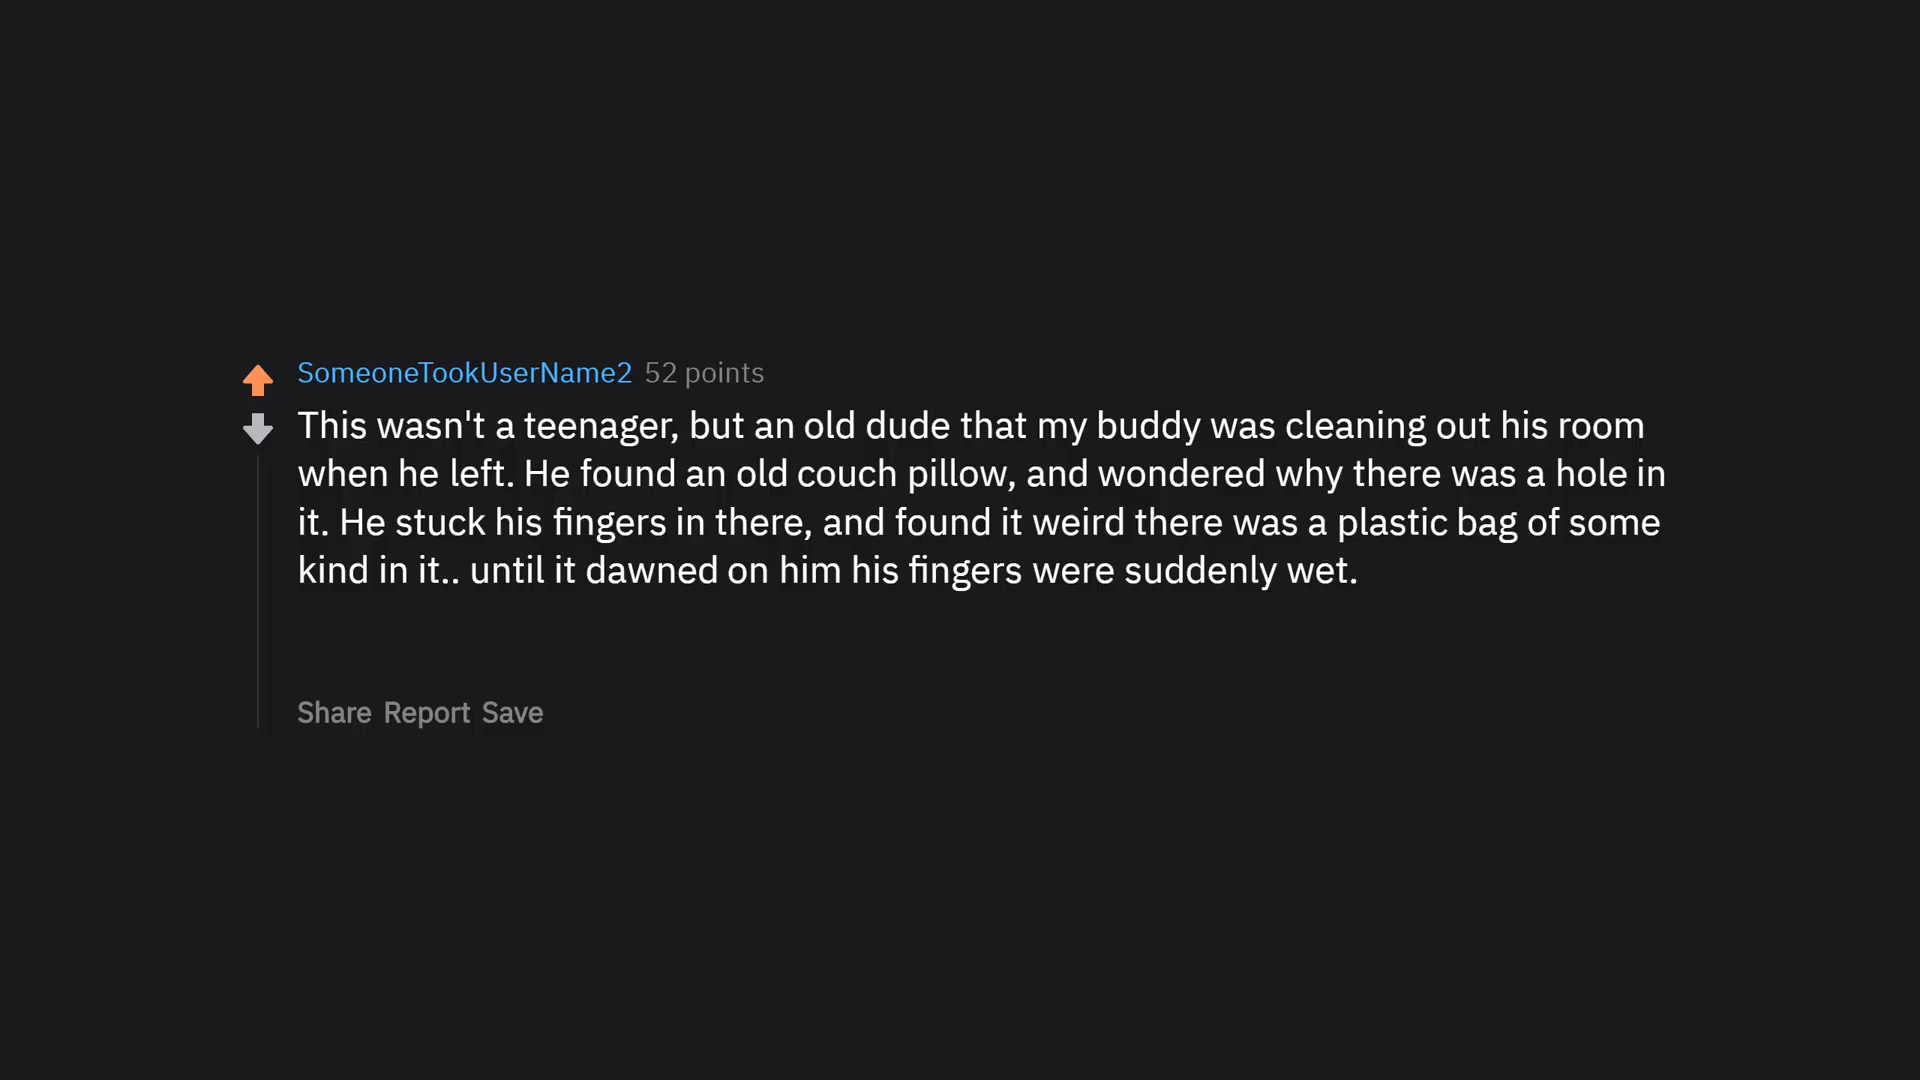 SomeoneTookUserName2 52 points
This wasn't a teenager, but an old dude that my buddy was cleaning out his room
when he left. He found an old couch pillow, and wondered why there was a hole in
it. He stuck his fingers in there, and found it weird there was a plastic bag of some
kind in it.. until it dawned on him his fingers were suddenly wet.
Share Report Save